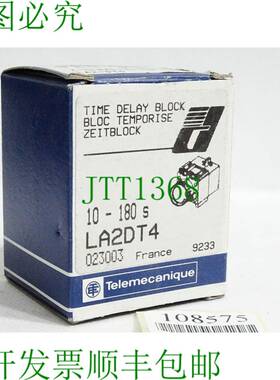 图必究
TIME DELAY BLOCK
BLOC TEMPORISE
ZEITBLOCK
JTT1368
10 - 180 s
LA2DT4
023003 France 9233
Telemecanique
108575
开发票顺丰包邮